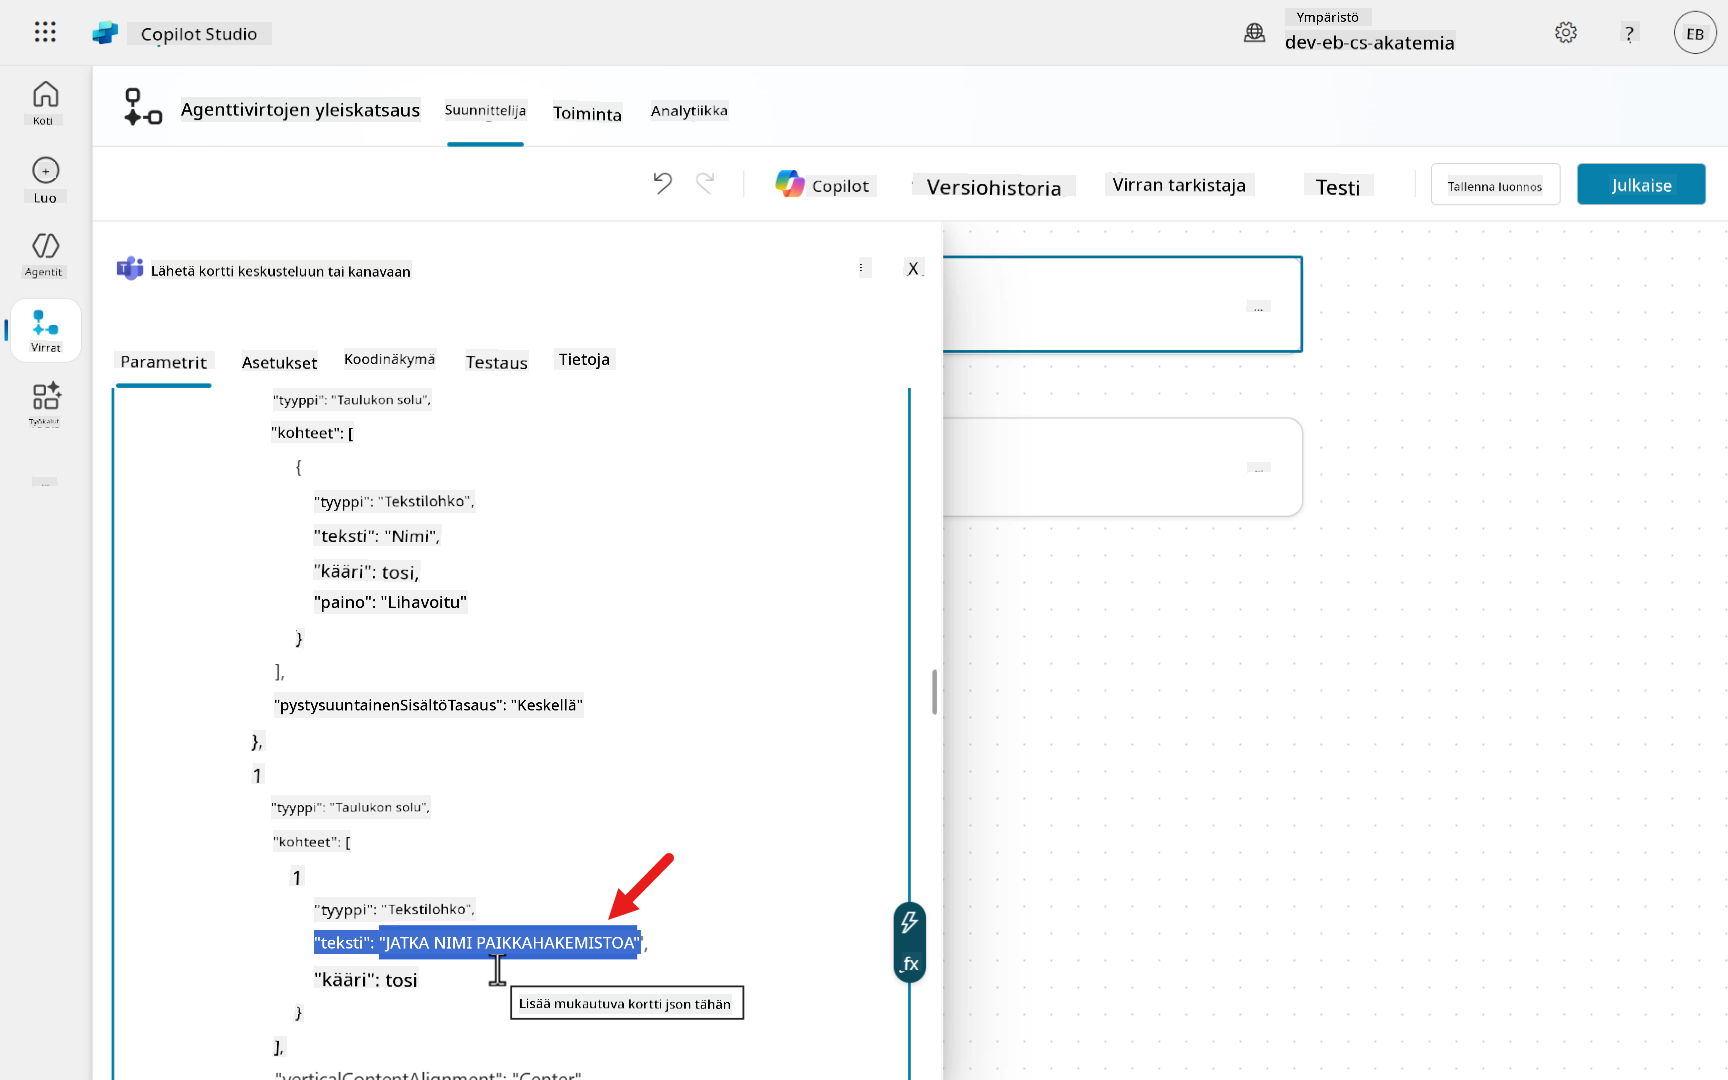 Copilot Studio
Ympäristö
dev-eb-cs-akatemia
?
EB
Koti
Luo
Agentit
Virrat
Työkalut
...
Agenttivirtojen yleiskatsaus
Suunnittelija
Toiminta
Analytiikka
Copilot
Versiohistoria
Virran tarkistaja
Testi
Tallenna luonnos
Julkaise
Lähetä kortti keskusteluun tai kanavaan
X
...
...
Parametrit
Asetukset
Koodinäkymä
Testaus
Tietoja
"tyyppi": "Taulukon solu",
"kohteet": [
{
"tyyppi": "Tekstilohko",
"teksti": "Nimi",
"kääri": tosi,
"paino": "Lihavoitu"
}
],
"pystysuuntainenSisältöTasaus": "Keskellä"
},
1
"tyyppi": "Taulukon solu",
"kohteet": [
1
"tyyppi": "Tekstilohko",
"teksti": "JATKA NIMI PAIKKAHAKEMISTOA",
"kääri": tosi
Lisää mukautuva kortti json tähän
}
],
"verticalContentAlignment": "Center"
fx